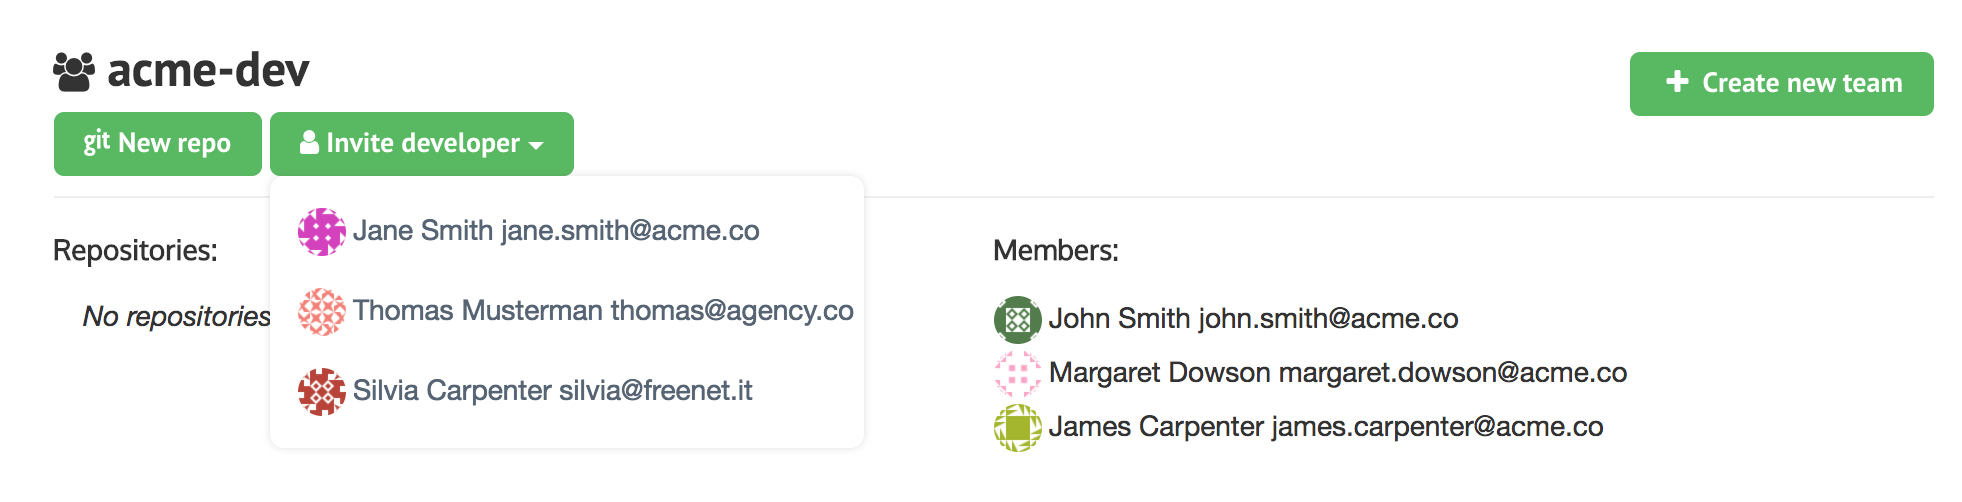 acme-dev
Create new team
git New repo
Invite developer
Jane Smith jane.smith@acme.co
Thomas Musterman thomas@agency.co
Silvia Carpenter silvia@freenet.it
Repositories:
No repositories
Members:
John Smith john.smith@acme.co
Margaret Dowson margaret.dowson@acme.co
James Carpenter james.carpenter@acme.co